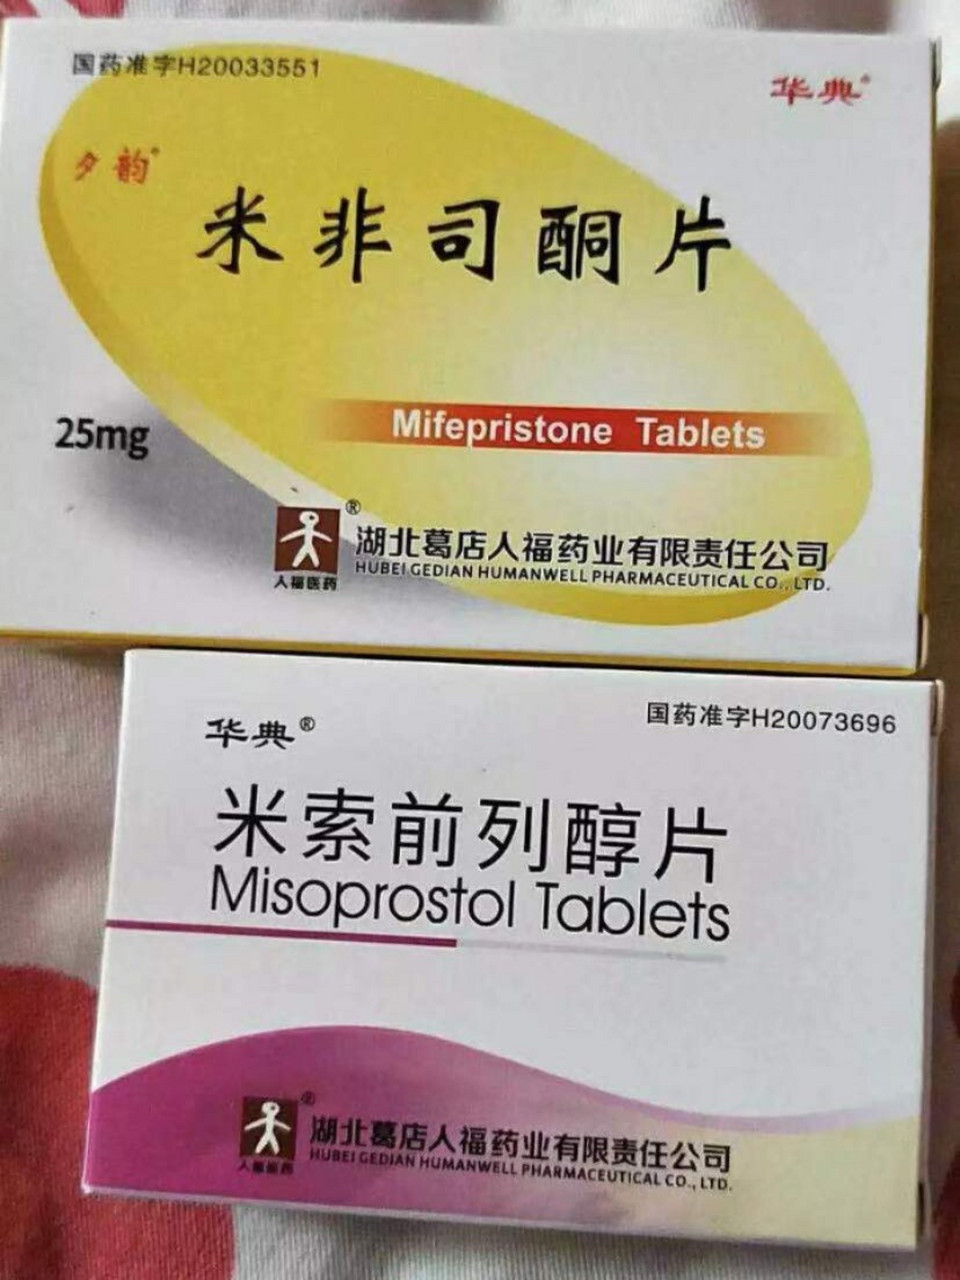 国药准字H20033551
华典®
夕韵®
米非司酮片
25mg
Mifepristone Tablets
®
人福医药
湖北葛店人福药业有限责任公司
HUBEI GEDIAN HUMANWELL PHARMACEUTICAL CO., LTD.
华典®
国药准字H20073696
米索前列醇片
Misoprostol Tablets
®
人福医药
湖北葛店人福药业有限责任公司
HUBEI GEDIAN HUMANWELL PHARMACEUTICAL CO., LTD.